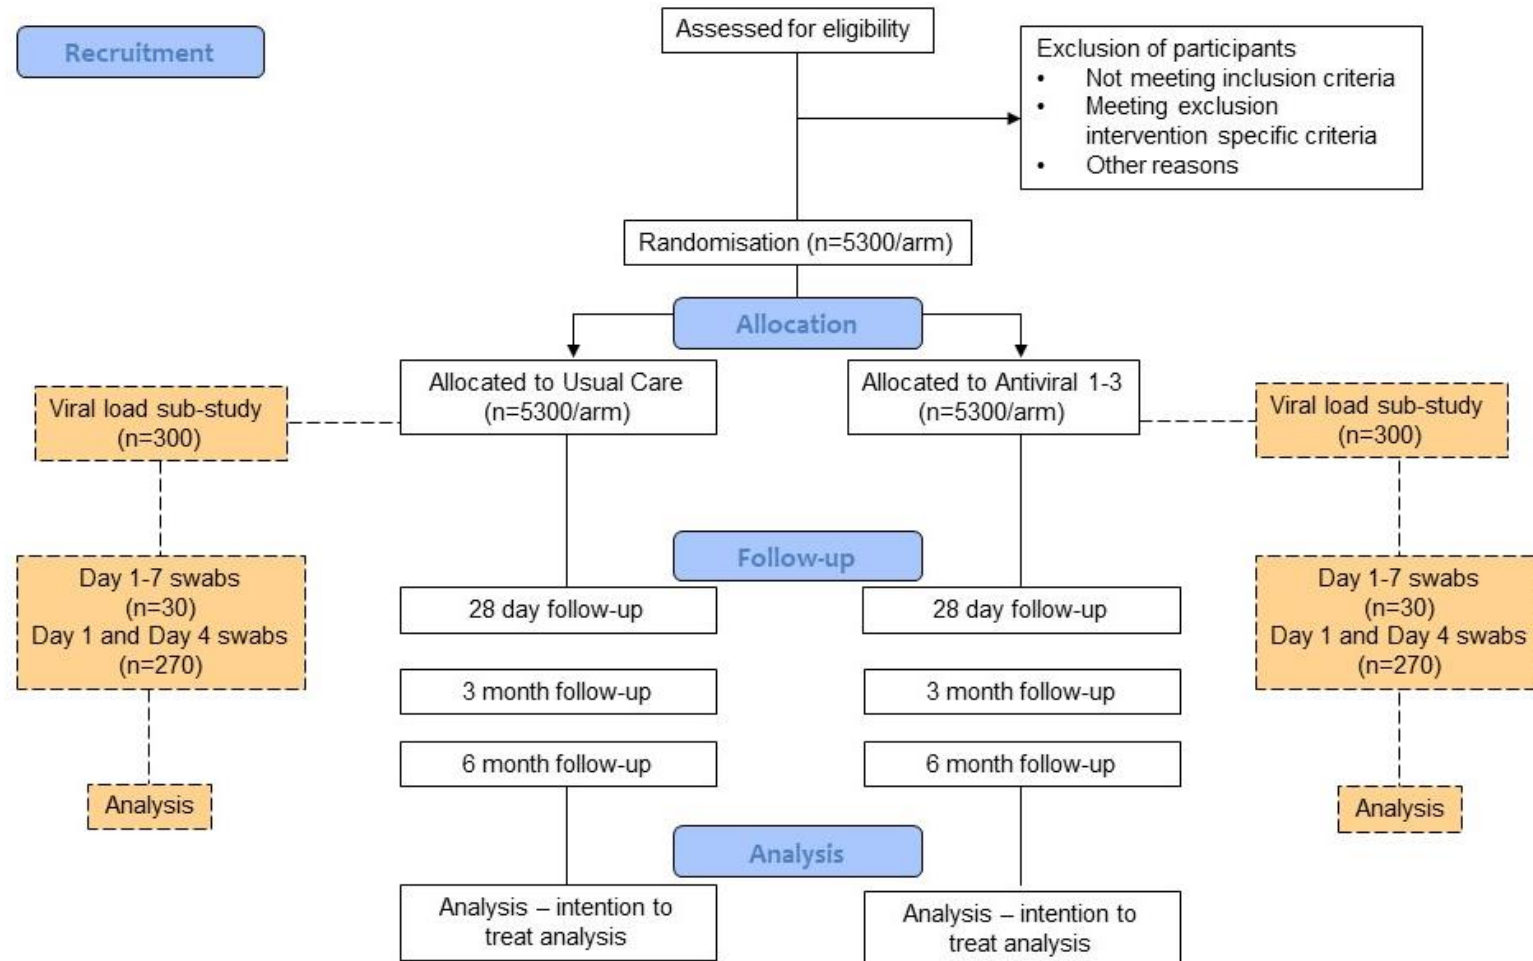 Recruitment
Assessed for eligibility
Exclusion of participants
• Not meeting inclusion criteria
• Meeting exclusion
intervention specific criteria
• Other reasons
Randomisation (n=5300/arm)
Allocation
Allocated to Usual Care
(n=5300/arm)
Allocated to Antiviral 1-3
(n=5300/arm)
Viral load sub-study
(n=300)
Viral load sub-study
(n=300)
Day 1-7 swabs
(n=30)
Day 1 and Day 4 swabs
(n=270)
Follow-up
28 day follow-up
28 day follow-up
Day 1-7 swabs
(n=30)
Day 1 and Day 4 swabs
(n=270)
3 month follow-up
3 month follow-up
6 month follow-up
6 month follow-up
Analysis
Analysis
Analysis
Analysis – intention to
treat analysis
Analysis – intention to
treat analysis